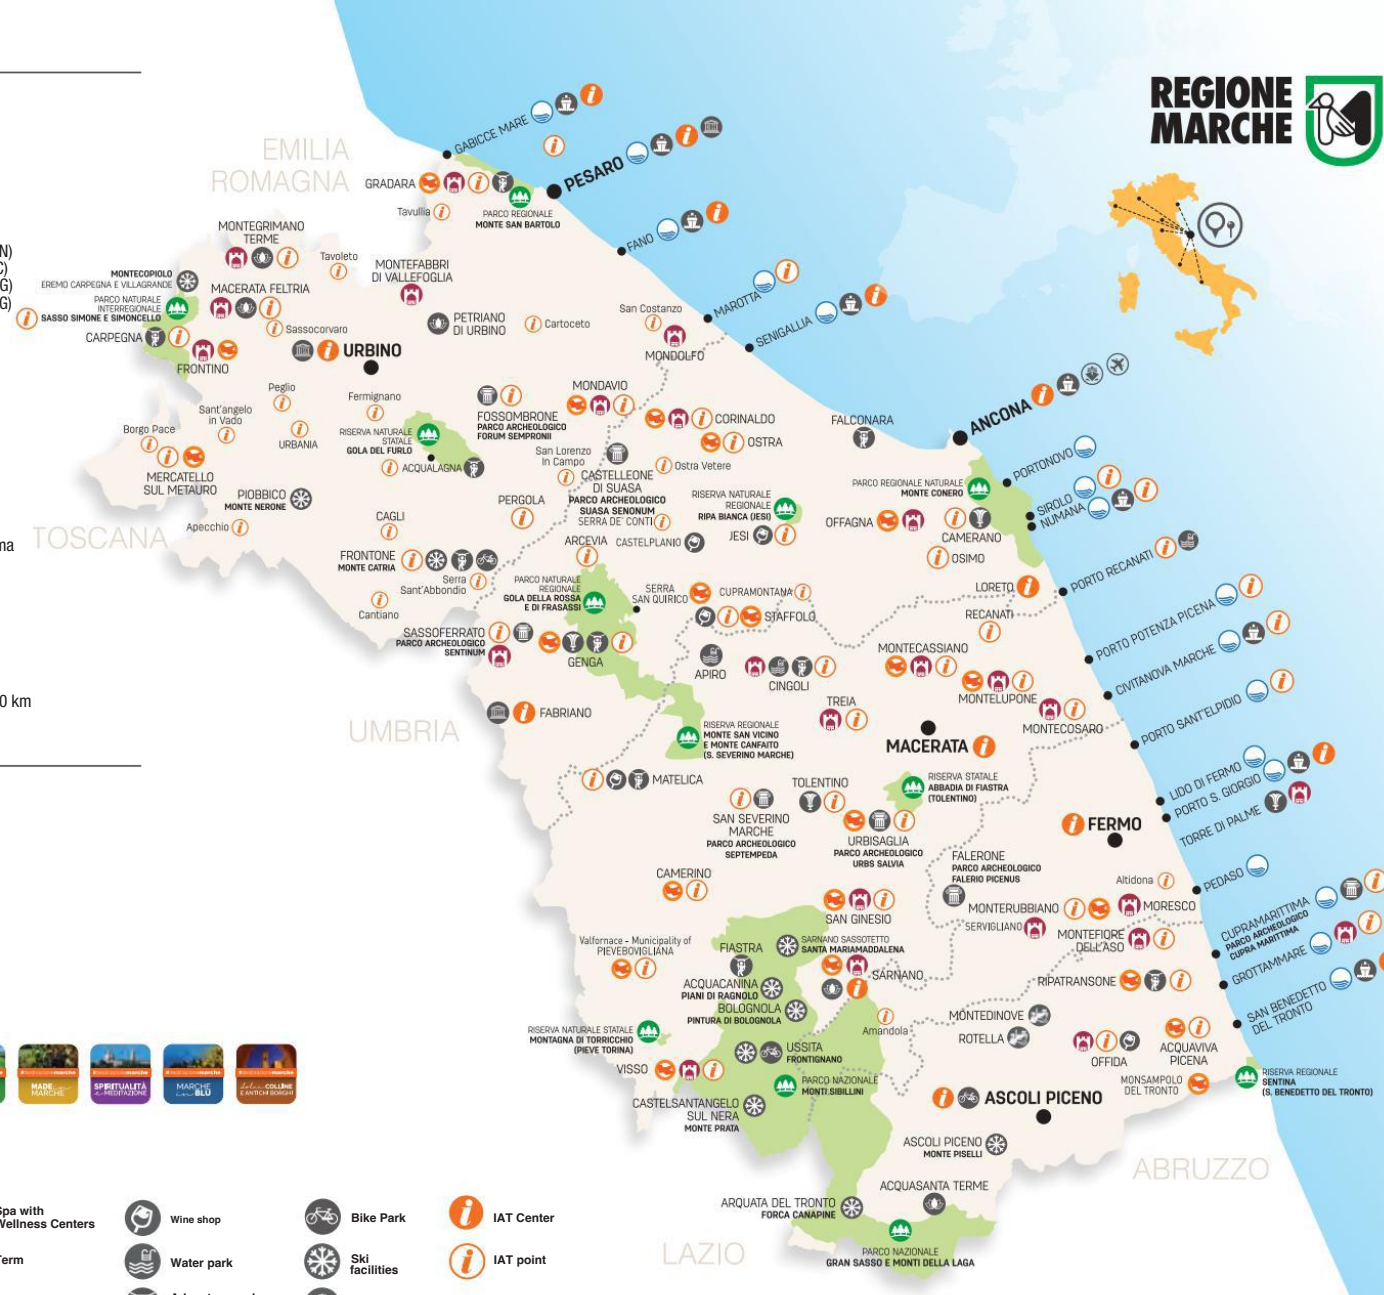 REGIONE
MARCHE
EMILIA
ROMAGNA
GABICCE MARE
PESARO
GRADARA
PARCO REGIONALE
MONTE SAN BARTOLO
Tavullia
FANO
MONTEGRIMANO
TERME
Tavoleto
MONTEFABBRI
DI VALLEFOGLIA
N)
C)
G)
G)
MONTECOPIOLO
EREMO CARPEGNA E VILLAGRANDE
PARCO NATURALE
INTERREGIONALE
SASSO SIMONE E SIMONCELLO
MACERATA FELTRIA
CARPEGNA
Sassocorvaro
PETRIANO
DI URBINO
Cartoceto
San Costanzo
MAROTTA
SENIGALLIA
FRONTINO
URBINO
MONDOLFO
Peglio
Fermignano
MONDAVIO
Sant'angelo
in Vado
FOSSOMBRONE
PARCO ARCHEOLOGICO
FORUM SEMPRONII
CORINALDO
FALCONARA
ANCONA
Borgo Pace
URBANIA
RISERVA NATURALE
STATALE
GOLA DEL FURLO
OSTRA
San Lorenzo
In Campo
Ostra Vetere
ACQUALAGNA
MERCATELLO
SUL METAURO
CASTELLEONE
DI SUASA
PARCO ARCHEOLOGICO
SUASA SENONUM
PIOBBICO
MONTE NERONE
PERGOLA
SERRA DE' CONTI
RISERVA NATURALE
REGIONALE
RIPA BIANCA (JESI)
PARCO REGIONALE NATURALE
MONTE CONERO
PORTONOVO
SIROLO
NUMANA
OFFAGNA
CAMERANO
Apecchio
CAGLI
TOSCANA
ma
ARCEVIA
CASTELPLANIO
JESI
OSIMO
FRONTONE
MONTE CATRIA
Serra
Sant'Abbondio
PARCO NATURALE
REGIONALE
GOLA DELLA ROSSA
E DI FRASASSI
SERRA
SAN QUIRICO
CUPRAMONTANA
LORETO
PORTO RECANATI
Cantiano
STAFFOLO
RECANATI
SASSOFERRATO
PARCO ARCHEOLOGICO
SENTINUM
GENGA
APIRO
CINGOLI
MONTECASSIANO
PORTO POTENZA PICENA
MONTELUPONE
CIVITANOVA MARCHE
0 km
UMBRIA
FABRIANO
TREIA
MONTECOSARO
PORTO SANT'ELPIDIO
RISERVA REGIONALE
MONTE SAN VICINO
E MONTE CANFAITO
(S. SEVERINO MARCHE)
MACERATA
MATELICA
TOLENTINO
RISERVA STATALE
ABBADIA DI FIASTRA
(TOLENTINO)
LIDO DI FERMO
PORTO S. GIORGIO
TORRE DI PALME
SAN SEVERINO
MARCHE
PARCO ARCHEOLOGICO
SEPTEMPEDA
URBISAGLIA
PARCO ARCHEOLOGICO
URBS SALVIA
FERMO
FALERONE
PARCO ARCHEOLOGICO
FALERIO PICENUS
CAMERINO
Altidona
PEDASO
MONTERUBBIANO
MORESCO
SAN GINESIO
SERVIGLIANO
MONTEFIORE
DELL'ASO
CUPRAMARITTIMA
PARCO ARCHEOLOGICO
CUPRA MARITTIMA
GROTTAMMARE
Valfornace - Municipality of
PIEVEBOVIGLIANA
FIASTRA
SARNANO SASSOTETTO
SANTA MARIAMADDALENA
SARNANO
RIPATRANSONE
SAN BENEDETTO
DEL TRONTO
ACQUACANINA
PIANI DI RAGNOLO
BOLOGNOLA
PINTURA DI BOLOGNOLA
Amandola
MONTEDINOVE
ROTELLA
RISERVA NATURALE STATALE
MONTAGNA DI TORRICCHIO
(PIEVE TORINA)
USSITA
FRONTIGNANO
OFFIDA
ACQUAVIVA
PICENA
VISSO
PARCO NAZIONALE
MONTI SIBILLINI
MONSAMPOLO
DEL TRONTO
RISERVA REGIONALE
SENTINA
(S. BENEDETTO DEL TRONTO)
CASTELSANTANGELO
SUL NERA
MONTE PRATA
ASCOLI PICENO
MADE
MARCHE
SPIRITUALITÀ
e MEDITAZIONE
MARCHE
in BLÙ
dolci COLLINE
E ANTICHI BORGHI
ASCOLI PICENO
MONTE PISELLI
ABRUZZO
ACQUASANTA TERME
ARQUATA DEL TRONTO
FORCA CANAPINE
LAZIO
PARCO NAZIONALE
GRAN SASSO E MONTI DELLA LAGA
Spa with
Wellness Centers
Wine shop
Bike Park
IAT Center
Term
Water park
Ski
facilities
IAT point